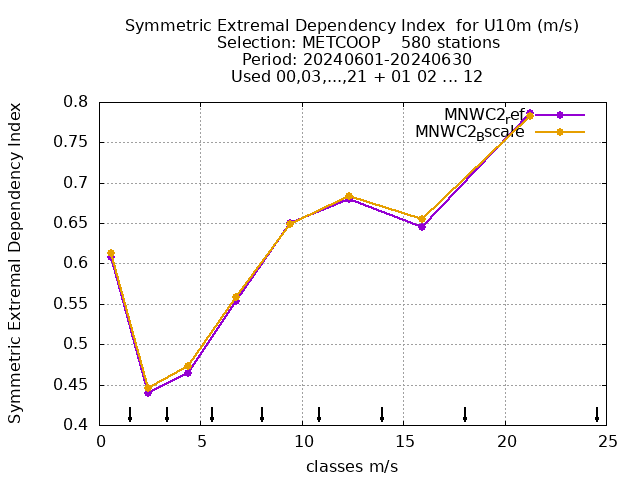 Symmetric Extremal Dependency Index  for U10m (m/s)
Selection: METCOOP    580 stations
Period: 20240601-20240630
Used 00,03,...,21 + 01 02 ... 12
Symmetric Extremal Dependency Index
0.8
0.75
0.7
0.65
0.6
0.55
0.5
0.45
0.4
MNWC2_ref
MNWC2_Bscale
0 5 10 15 20 25
classes m/s